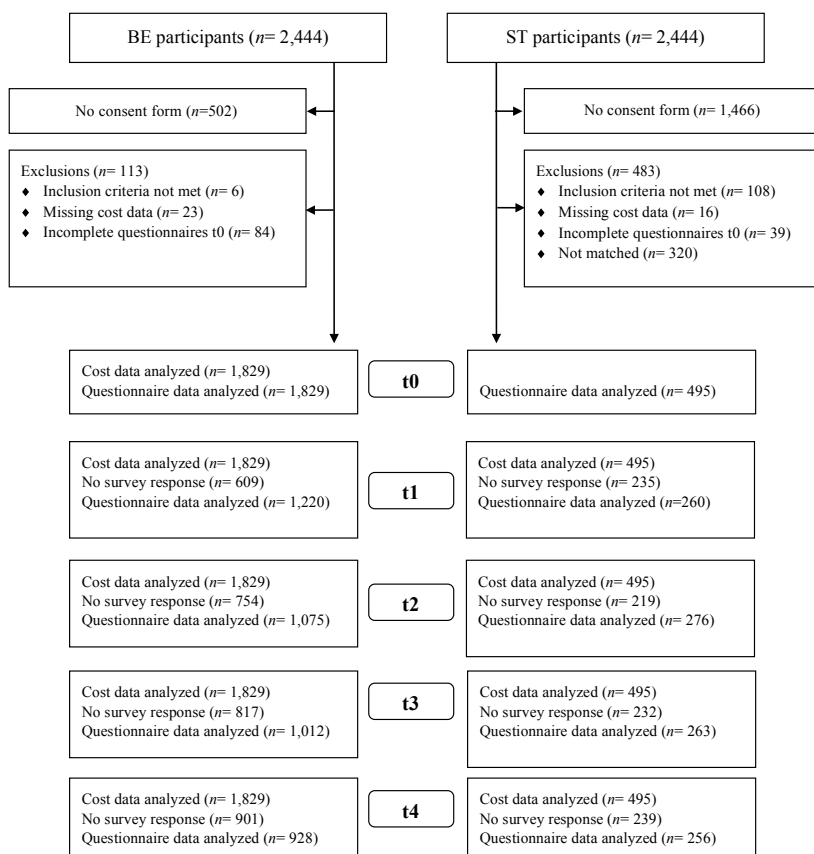 BE participants (n= 2,444)
ST participants (n= 2,444)
No consent form (n=502)
No consent form (n= 1,466)
Exclusions (n= 113)
♦ Inclusion criteria not met (n= 6)
♦ Missing cost data (n= 23)
♦ Incomplete questionnaires t0 (n= 84)
Exclusions (n= 483)
♦ Inclusion criteria not met (n= 108)
♦ Missing cost data (n= 16)
♦ Incomplete questionnaires t0 (n= 39)
♦ Not matched (n= 320)
Cost data analyzed (n= 1,829)
Questionnaire data analyzed (n= 1,829)
t0
Questionnaire data analyzed (n= 495)
Cost data analyzed (n= 1,829)
No survey response (n= 609)
Questionnaire data analyzed (n= 1,220)
t1
Cost data analyzed (n= 495)
No survey response (n= 235)
Questionnaire data analyzed (n=260)
Cost data analyzed (n= 1,829)
No survey response (n= 754)
Questionnaire data analyzed (n= 1,075)
t2
Cost data analyzed (n= 495)
No survey response (n= 219)
Questionnaire data analyzed (n= 276)
Cost data analyzed (n= 1,829)
No survey response (n= 817)
Questionnaire data analyzed (n= 1,012)
t3
Cost data analyzed (n= 495)
No survey response (n= 232)
Questionnaire data analyzed (n= 263)
Cost data analyzed (n= 1,829)
No survey response (n= 901)
Questionnaire data analyzed (n= 928)
t4
Cost data analyzed (n= 495)
No survey response (n= 239)
Questionnaire data analyzed (n= 256)